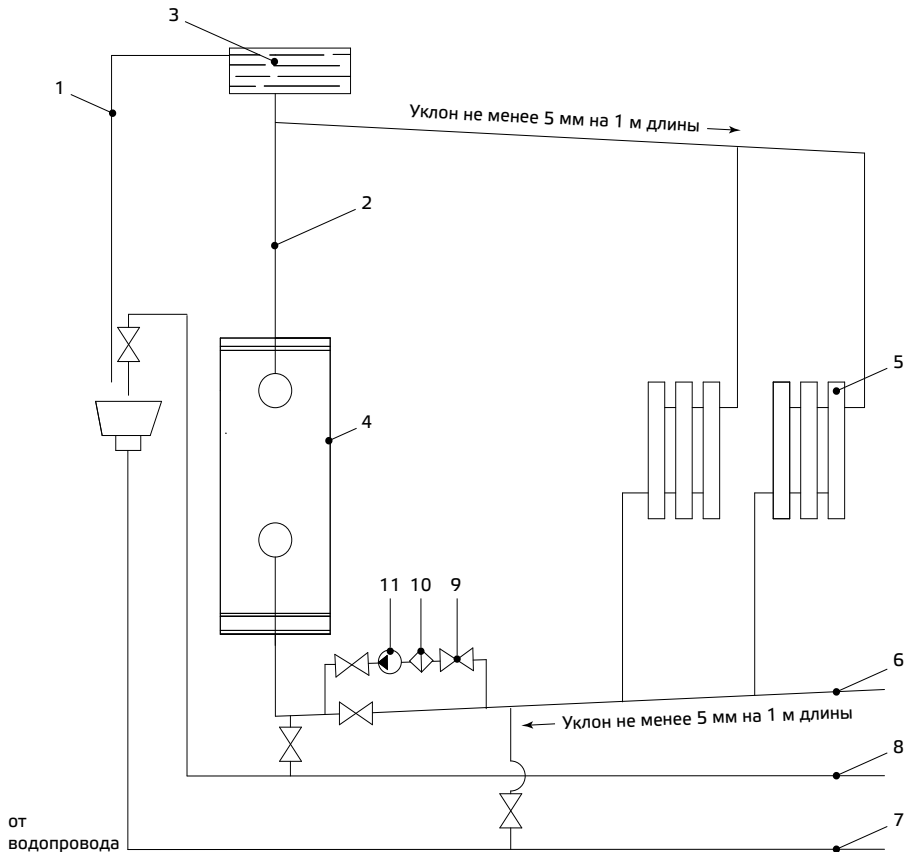 3
1
Уклон не менее 5 мм на 1 м длины
2
5
4
11 10 9
6
Уклон не менее 5 мм на 1 м длины
8
от
водопровода
7